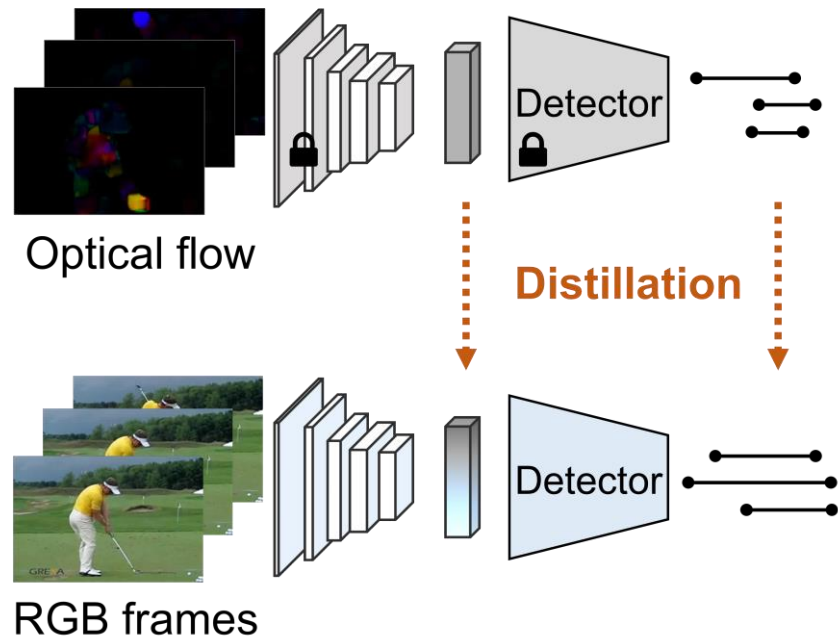 Detector
Optical flow
Distillation
Detector
RGB frames